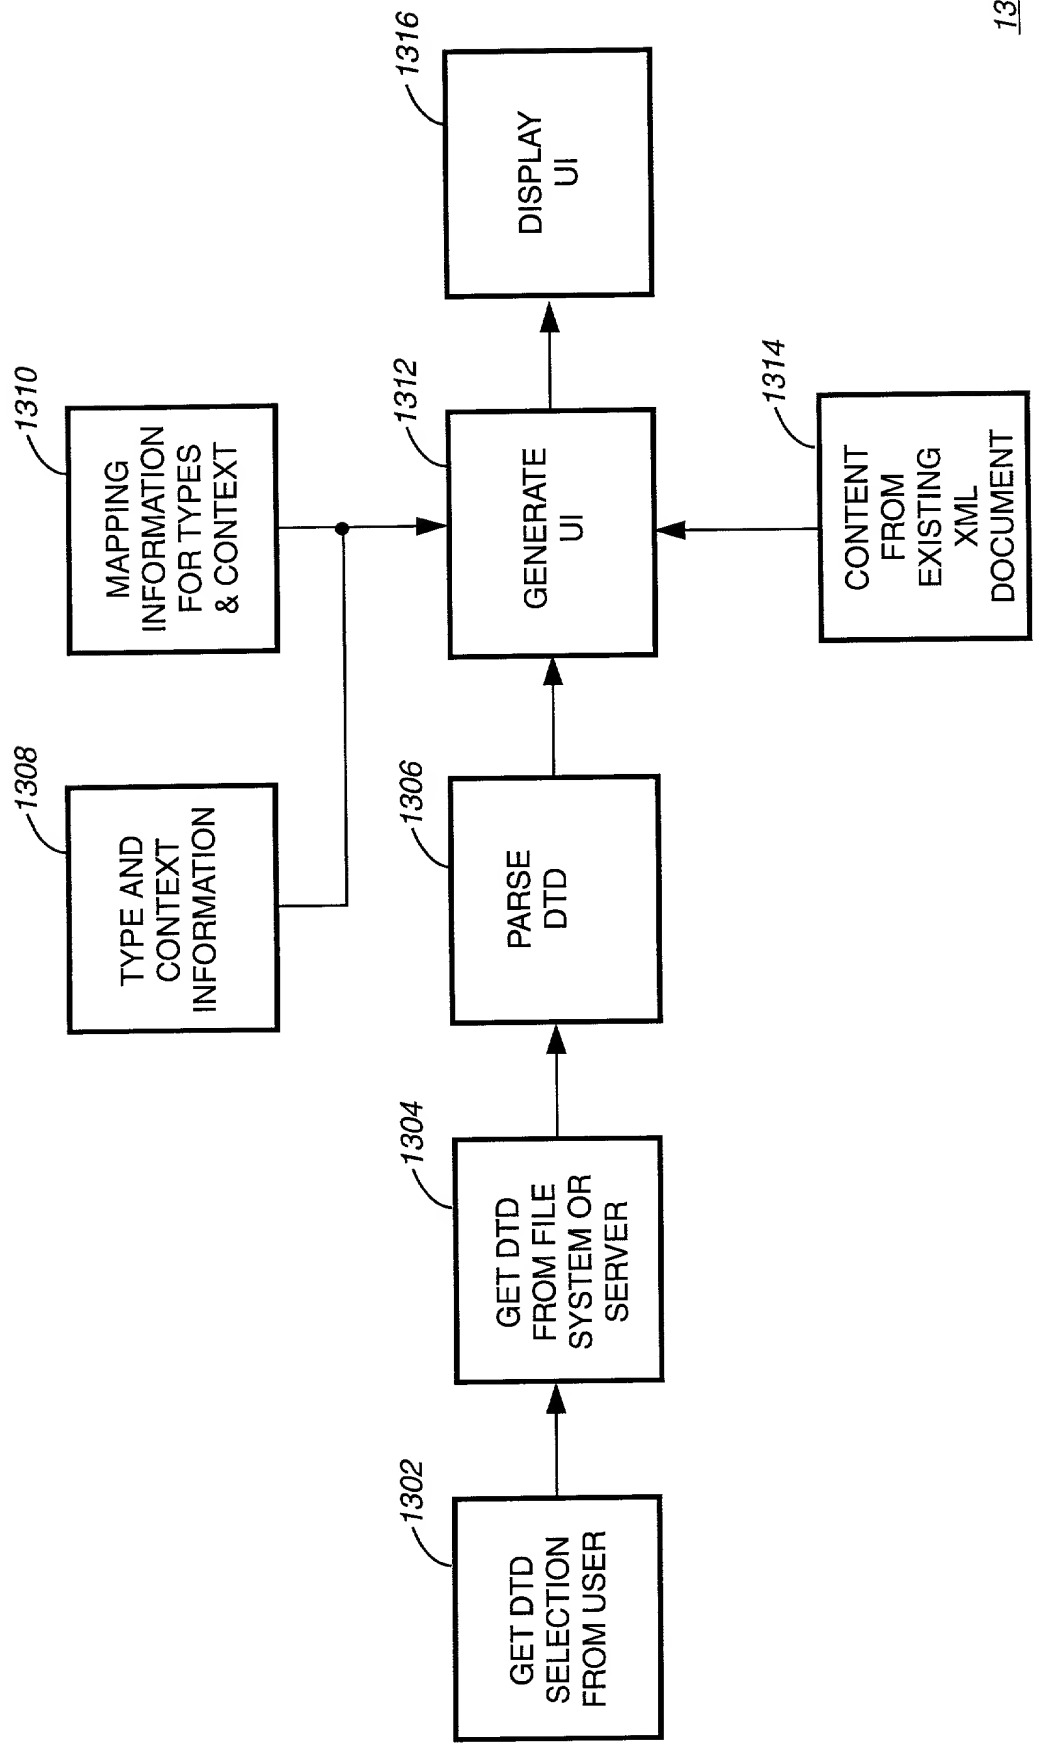 1302
GET DTD
SELECTION
FROM USER
1304
GET DTD
FROM FILE
SYSTEM OR
SERVER
1306
PARSE
DTD
1308
TYPE AND
CONTEXT
INFORMATION
1310
MAPPING
INFORMATION
FOR TYPES
& CONTEXT
1312
GENERATE
UI
1314
CONTENT
FROM
EXISTING
XML
DOCUMENT
1316
DISPLAY
UI